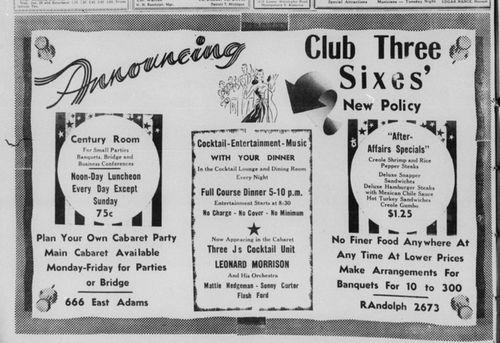 Announcing
Club Three
Sixes'
New Policy
Century Room
For Small Parties
Banquets, Bridge and
Business Conferences
Noon-Day Luncheon
Every Day Except
Sunday
75c
Plan Your Own Cabaret Party
Main Cabaret Available
Monday-Friday for Parties
or Bridge
666 East Adams
Cocktail-Entertainment-Music
WITH YOUR DINNER
In the Cocktail Lounge and Dining Room
Every Night
Full Course Dinner 5-10 p.m.
Entertainment Starts at 8:30
No Charge - No Cover - No Minimum
Now Appearing in the Cabaret
Three J's Cocktail Unit
LEONARD MORRISON
And His Orchestra
Mattie Hedgeman - Sonny Carter
Flash Ford
"After-
Affairs Specials"
Creole Shrimp and Rice
Pepper Steaks
Deluxe Snapper
Sandwiches
Deluxe Hamburger Steaks
with Mexican Chile Sauce
Hot Turkey Sandwiches
Creole Gumbo
$1.25
No Finer Food Anywhere At
Any Time At Lower Prices
Make Arrangements For
Banquets For 10 to 300
RAndolph 2673